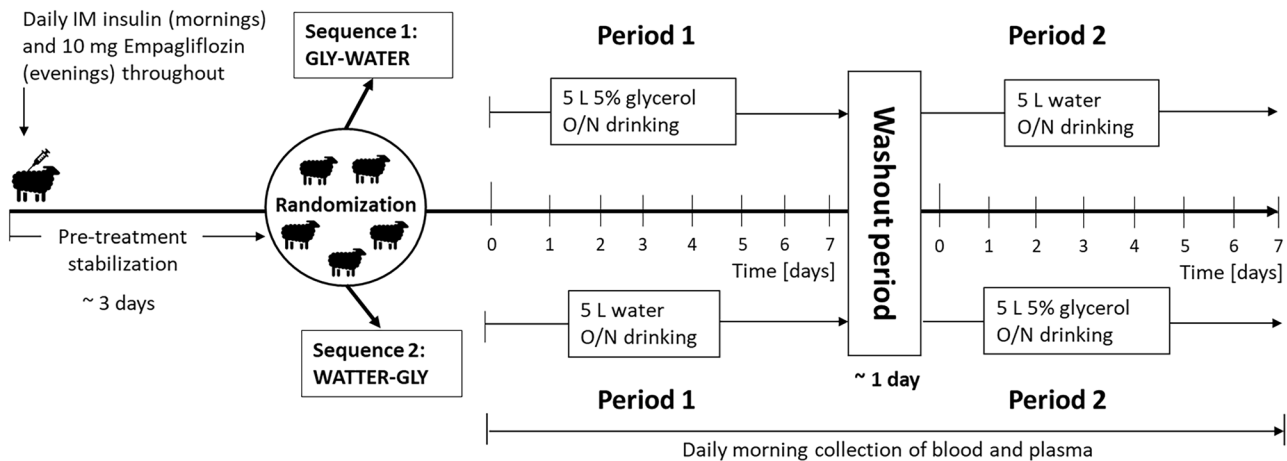 Daily IM insulin (mornings)
and 10 mg Empagliflozin
(evenings) throughout
Sequence 1:
GLY-WATER
Period 1
Period 2
5 L 5% glycerol
O/N drinking
5 L water
O/N drinking
Washout period
Randomization
Pre-treatment
stabilization
~ 3 days
0 1 2 3 4 5 6 7
Time [days]
0 1 2 3 4 5 6 7
Time [days]
5 L water
O/N drinking
5 L 5% glycerol
O/N drinking
Sequence 2:
WATTER-GLY
~ 1 day
Period 1
Period 2
Daily morning collection of blood and plasma